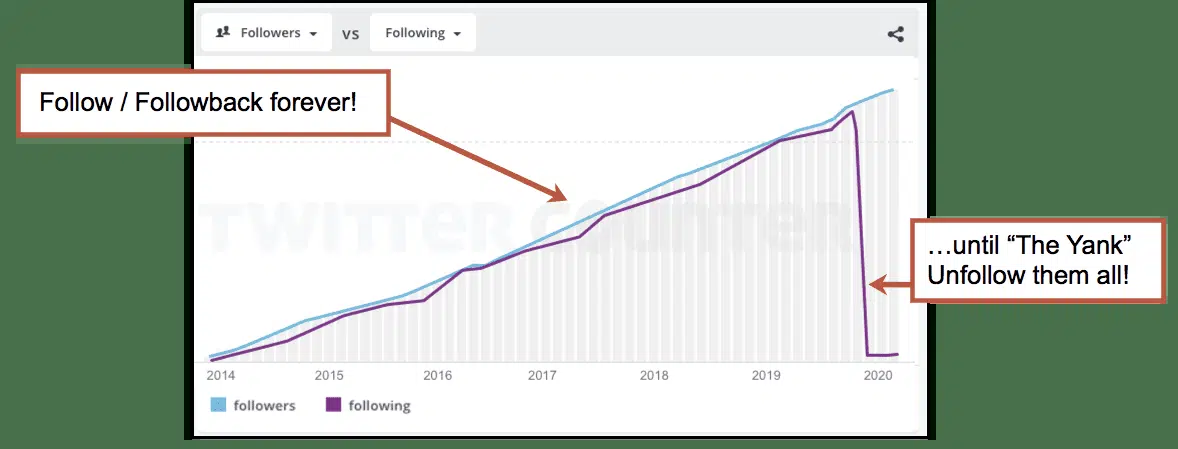 Followers vs Following
Follow / Followback forever!
TWITTER COUNTER
…until “The Yank”
Unfollow them all!
2014 2015 2016 2017 2018 2019 2020
followers following